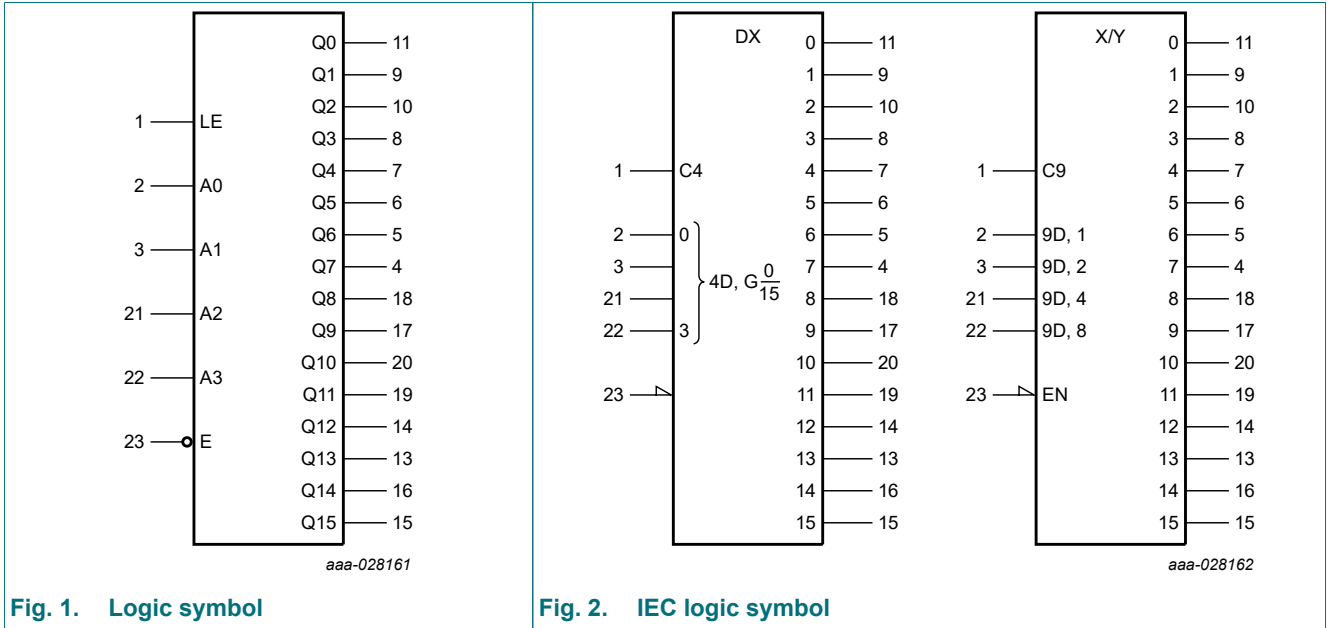 Q0 11
Q1 9
Q2 10
1 LE
Q3 8
Q4 7
2 A0
Q5 6
3 A1
Q6 5
Q7 4
21 A2
Q8 18
Q9 17
22 A3
Q10 20
Q11 19
23 E
Q12 14
Q13 13
Q14 16
Q15 15
aaa-028161
Fig. 1. Logic symbol
DX
0 11
1 9
2 10
3 8
1 C4 4 7
5 6
2 0 6 5
3 7 4
4D, G 0/15
21 8 18
22 3 9 17
10 20
23 11 19
12 14
13 13
14 16
15 15
X/Y
0 11
1 9
2 10
3 8
1 C9 4 7
5 6
2 9D, 1 6 5
3 9D, 2 7 4
21 9D, 4 8 18
22 9D, 8 9 17
10 20
23 EN 11 19
12 14
13 13
14 16
15 15
aaa-028162
Fig. 2. IEC logic symbol